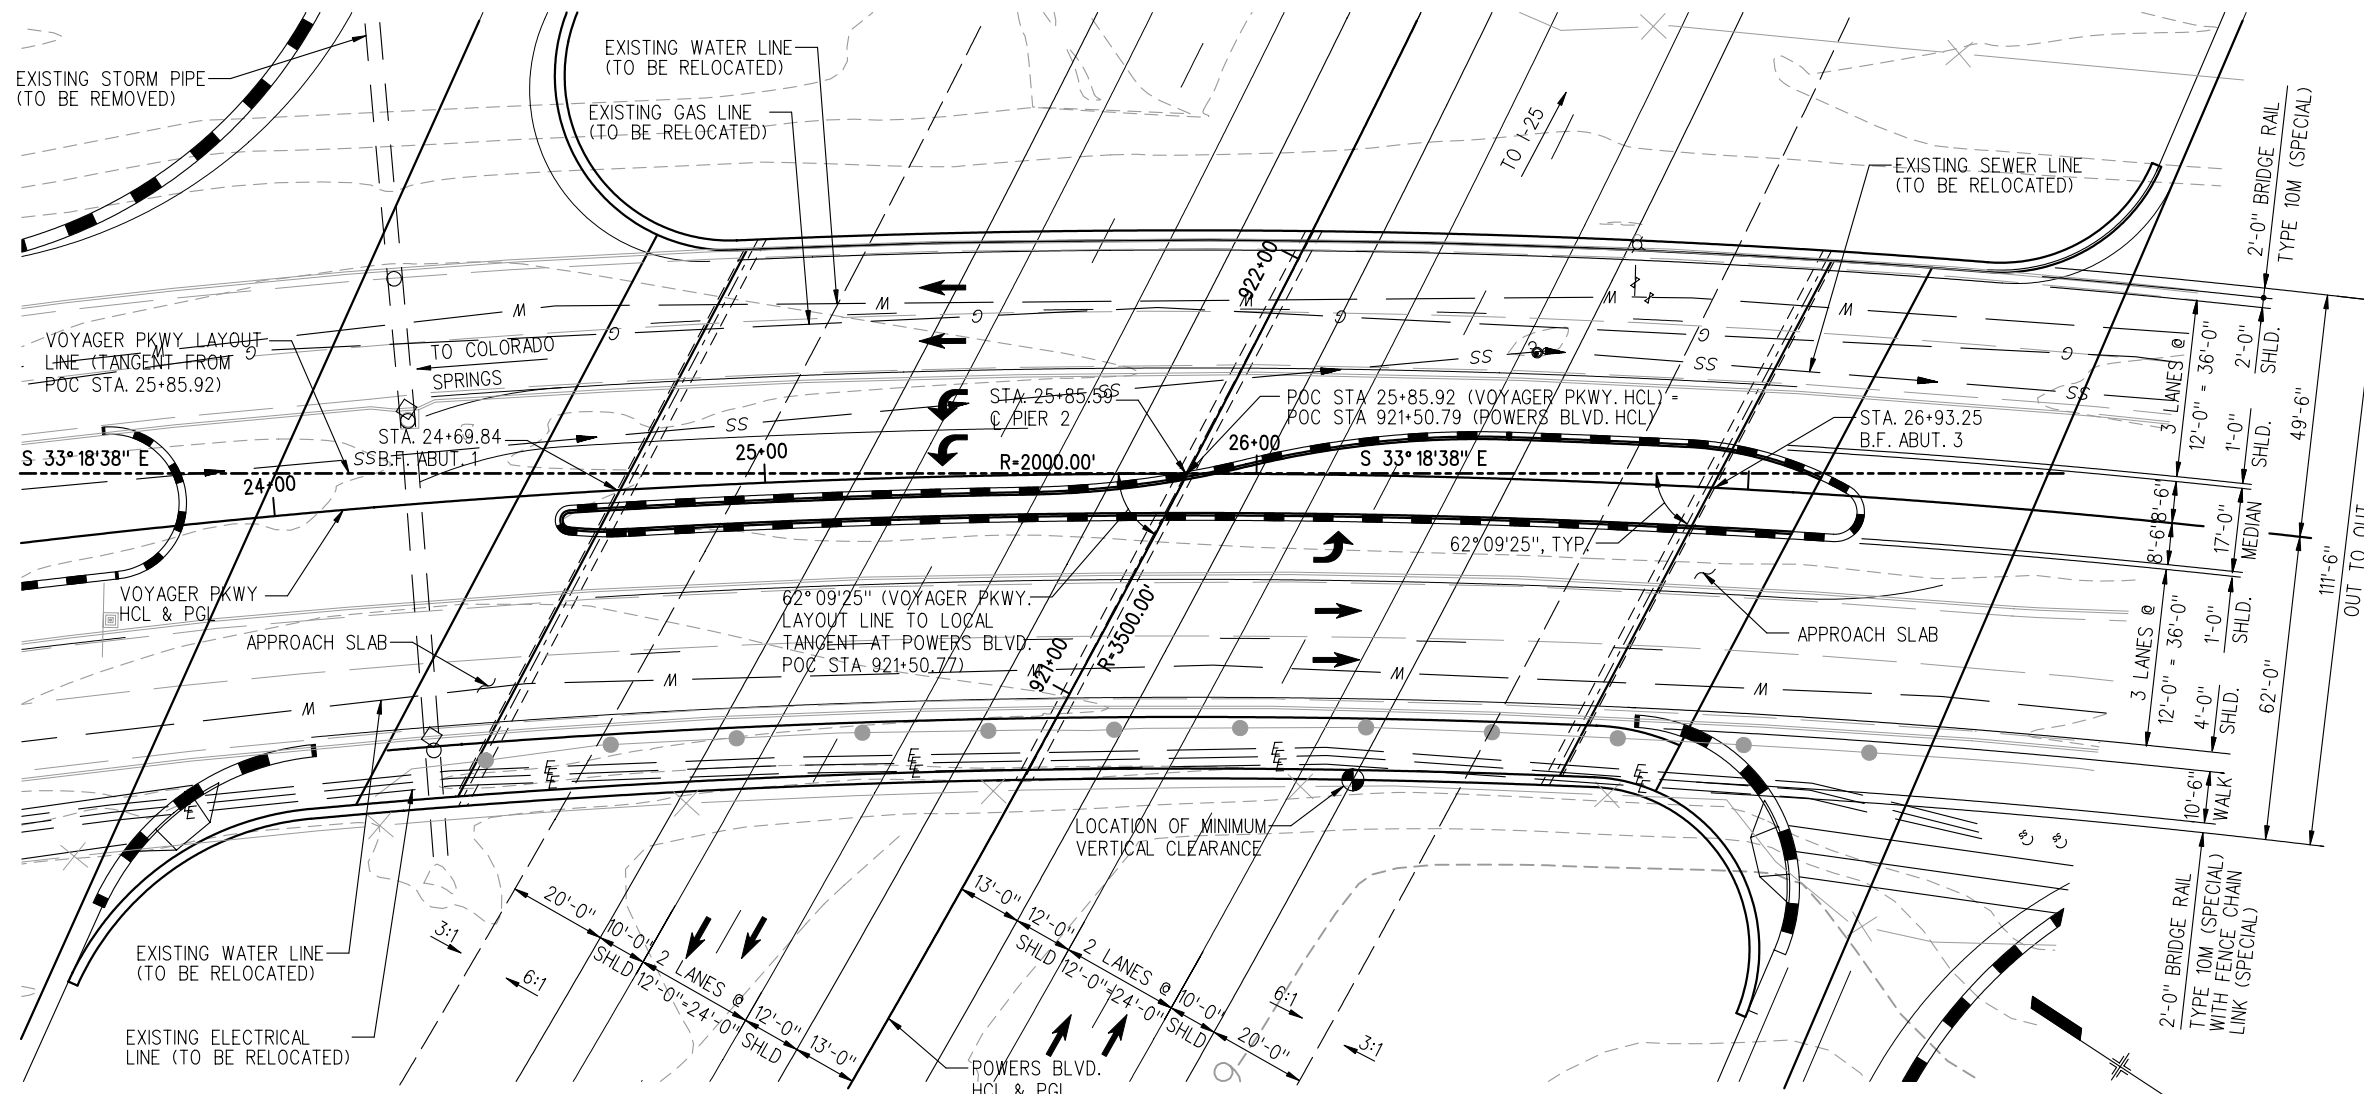 EXISTING STORM PIPE
(TO BE REMOVED)
EXISTING WATER LINE
(TO BE RELOCATED)
EXISTING GAS LINE
(TO BE RELOCATED)
TO I-25
EXISTING SEWER LINE
(TO BE RELOCATED)
2'-0" BRIDGE RAIL
TYPE 10M (SPECIAL)
922+00
VOYAGER PKWY LAYOUT
LINE (TANGENT FROM
POC STA. 25+85.92)
TO COLORADO
SPRINGS
W
W
W
W
W
W
G
G
G
G
G
SS
SS
SS
SS
SS
SS
STA. 25+85.59
C PIER 2
POC STA 25+85.92 (VOYAGER PKWY. HCL) =
POC STA 921+50.79 (POWERS BLVD. HCL)
STA. 26+93.25
B.F. ABUT. 3
STA. 24+69.84
B.F. ABUT. 1
S 33°18'38" E
24+00
25+00
R=2000.00'
26+00
S 33°18'38" E
3 LANES @
12'-0" = 36'-0"
2'-0"
SHLD.
1'-0"
SHLD.
49'-6"
8'-6"
8'-6"
17'-0"
MEDIAN
111'-6"
OUT TO OUT
62°09'25", TYP.
VOYAGER PKWY
HCL & PGL
62°09'25" (VOYAGER PKWY.
LAYOUT LINE TO LOCAL
TANGENT AT POWERS BLVD.
POC STA 921+50.77)
R=3500.00'
921+00
APPROACH SLAB
APPROACH SLAB
3 LANES @
12'-0" = 36'-0"
1'-0"
SHLD.
4'-0"
SHLD.
62'-0"
W
W
W
W
W
E
E
E
E
E
E
E
E
E
E
E
E
10'-6"
WALK
LOCATION OF MINIMUM
VERTICAL CLEARANCE
2'-0" BRIDGE RAIL
TYPE 10M (SPECIAL)
WITH FENCE CHAIN
LINK (SPECIAL)
EXISTING WATER LINE
(TO BE RELOCATED)
EXISTING ELECTRICAL
LINE (TO BE RELOCATED)
3:1
6:1
20'-0"
10'-0"
SHLD
2 LANES @
12'-0"=24'-0"
12'-0"
SHLD
13'-0"
13'-0"
12'-0"
SHLD
2 LANES @
12'-0"=24'-0"
10'-0"
SHLD
20'-0"
6:1
3:1
POWERS BLVD.
HCL & PGL